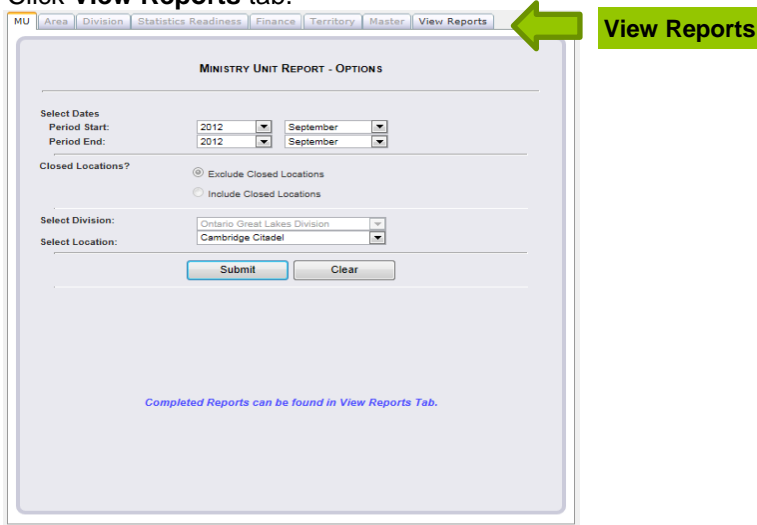 Click View Reports tab.
MU Area Division Statistics Readiness Finance Territory Master View Reports
View Reports
MINISTRY UNIT REPORT - OPTIONS
Select Dates
Period Start: 2012 September
Period End: 2012 September
Closed Locations?
Exclude Closed Locations
Include Closed Locations
Select Division: Ontario Great Lakes Division
Select Location: Cambridge Citadel
Submit Clear
Completed Reports can be found in View Reports Tab.